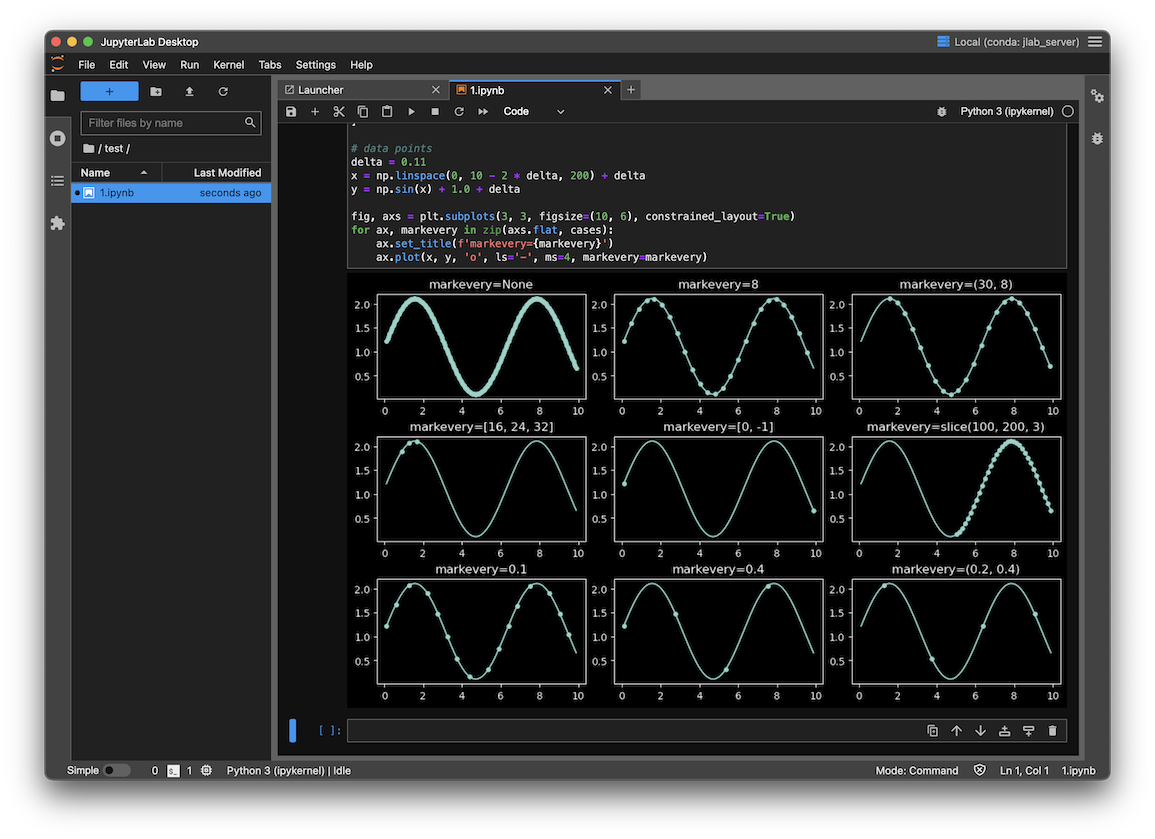 JupyterLab Desktop
Local (conda: jlab_server)
File Edit View Run Kernel Tabs Settings Help
Launcher
1.ipynb
Filter files by name
Code
Python 3 (ipykernel)
/ test /
Name
Last Modified
1.ipynb
seconds ago
]
# data points
delta = 0.11
x = np.linspace(0, 10 - 2 * delta, 200) + delta
y = np.sin(x) + 1.0 + delta
fig, axs = plt.subplots(3, 3, figsize=(10, 6), constrained_layout=True)
for ax, markevery in zip(axs.flat, cases):
    ax.set_title(f'markevery={markevery}')
    ax.plot(x, y, 'o', ls='-', ms=4, markevery=markevery)
markevery=None
2.0
1.5
1.0
0.5
0 2 4 6 8 10
markevery=8
2.0
1.5
1.0
0.5
0 2 4 6 8 10
markevery=(30, 8)
2.0
1.5
1.0
0.5
0 2 4 6 8 10
markevery=[16, 24, 32]
2.0
1.5
1.0
0.5
0 2 4 6 8 10
markevery=[0, -1]
2.0
1.5
1.0
0.5
0 2 4 6 8 10
markevery=slice(100, 200, 3)
2.0
1.5
1.0
0.5
0 2 4 6 8 10
markevery=0.1
2.0
1.5
1.0
0.5
0 2 4 6 8 10
markevery=0.4
2.0
1.5
1.0
0.5
0 2 4 6 8 10
markevery=(0.2, 0.4)
2.0
1.5
1.0
0.5
0 2 4 6 8 10
[ ]:
Simple 0 $_ 1 Python 3 (ipykernel) | Idle
Mode: Command Ln 1, Col 1 1.ipynb